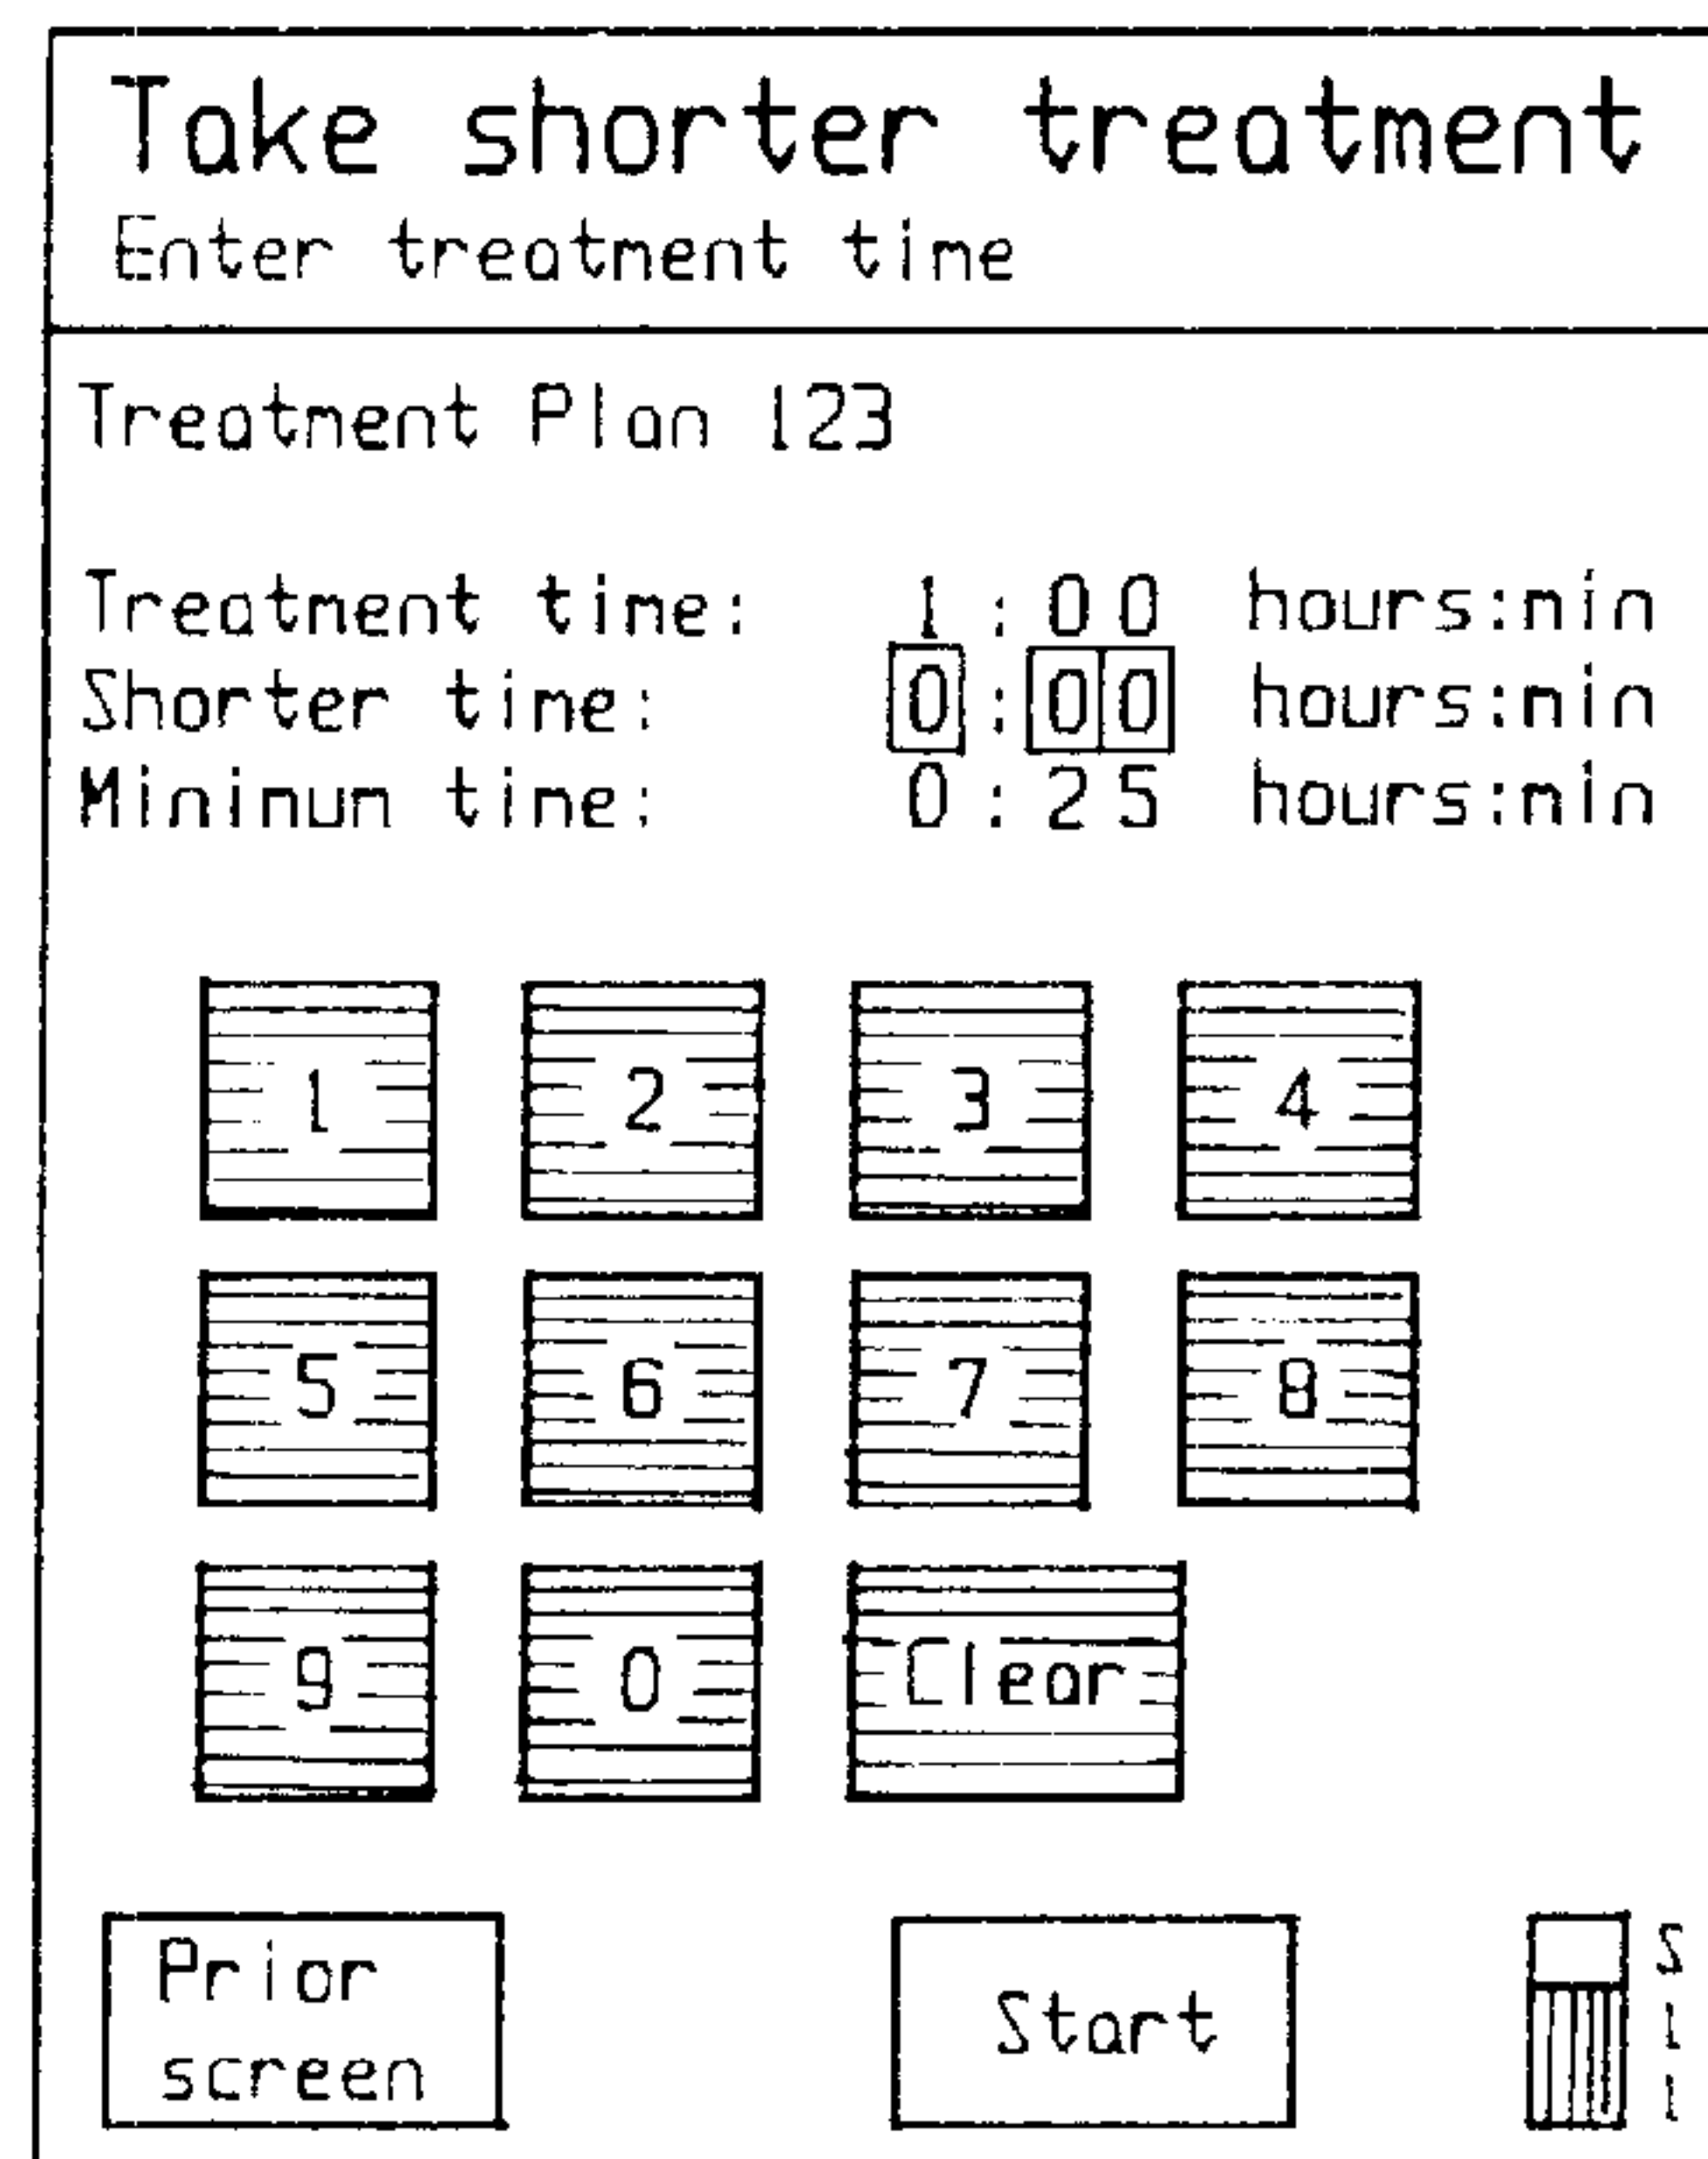 Take shorter treatment
Enter treatment time
Treatment Plan 123
Treatment time: 1:00 hours:min
Shorter time: 0:00 hours:min
Minimum time: 0:25 hours:min
1 2 3 4
5 6 7 8
9 0 Clear
Prior
screen
Start